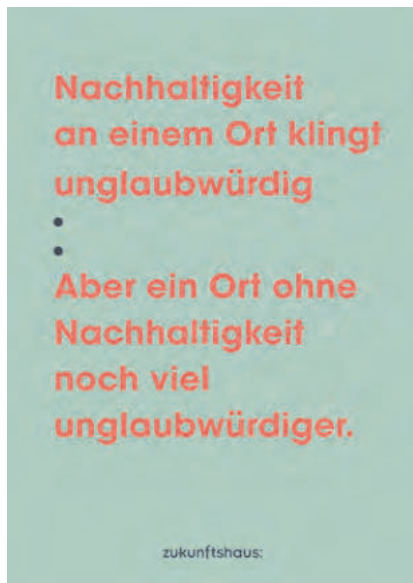 Nachhaltigkeit
an einem Ort klingt
unglaubwürdig
:
Aber ein Ort ohne
Nachhaltigkeit
noch viel
unglaubwürdiger.
zukunftshaus: